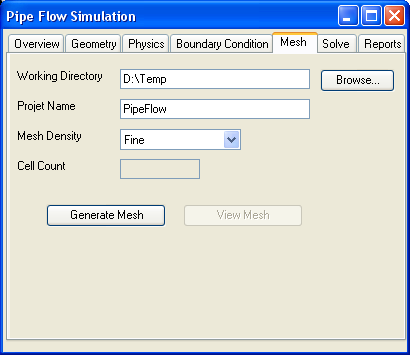 Pipe Flow Simulation
Overview Geometry Physics Boundary Condition Mesh Solve Reports
Working Directory D:\Temp Browse...
Projet Name PipeFlow
Mesh Density Fine
Cell Count
Generate Mesh View Mesh